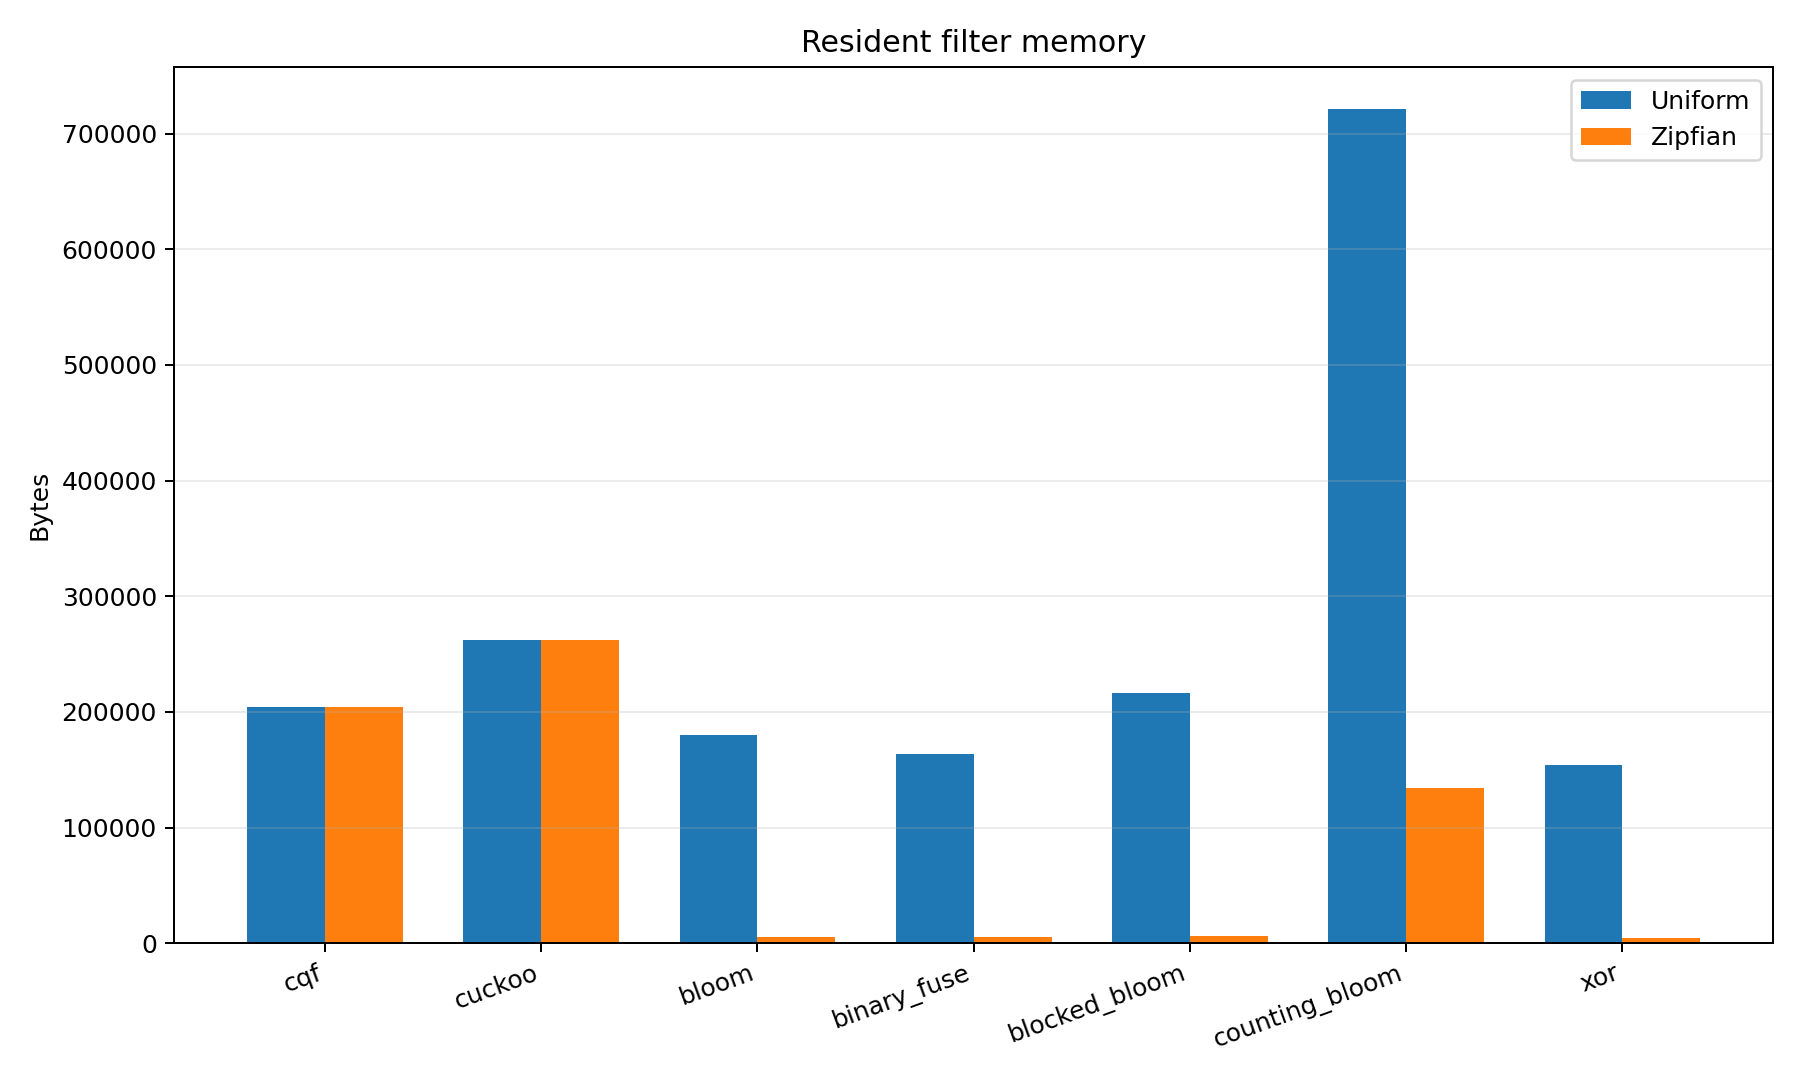 Resident filter memory
Uniform
Zipfian
700000
600000
500000
400000
300000
200000
100000
0
Bytes
cqf
cuckoo
bloom
binary_fuse
blocked_bloom
counting_bloom
xor